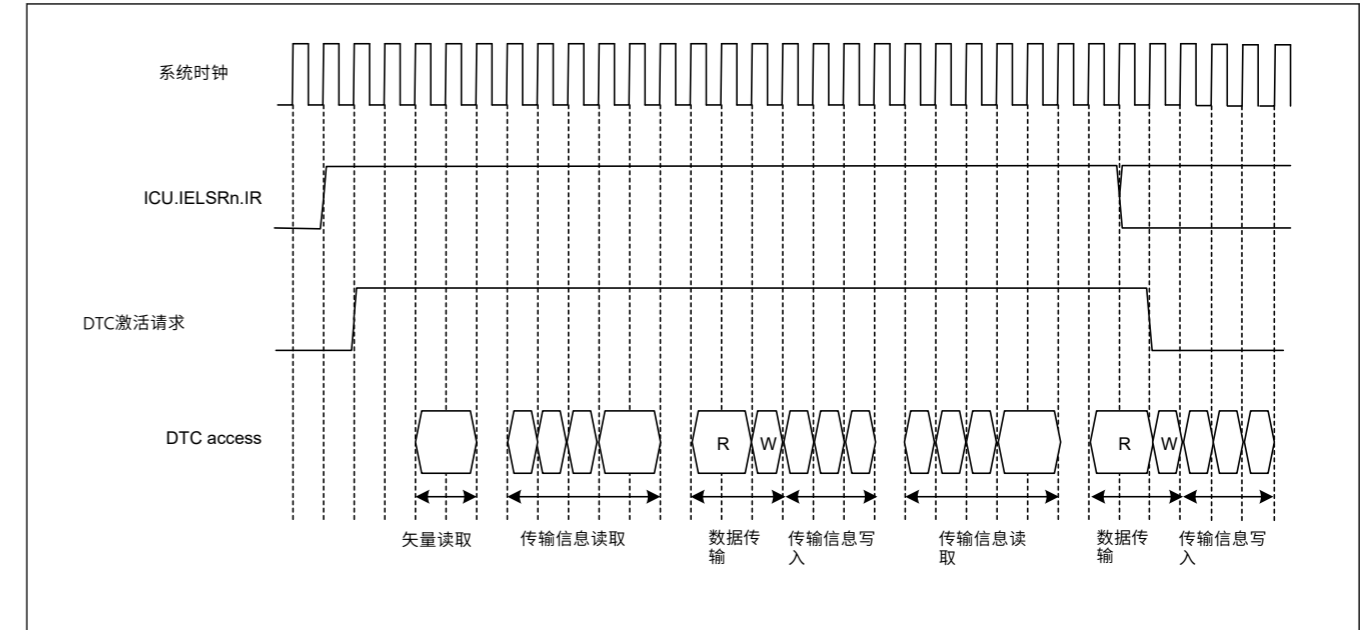 系统时钟
ICU.IELSRn.IR
DTC激活请求
DTC access
R
W
R
W
矢量读取
传输信息读取
数据传
输
传输信息写
入
传输信息读
取
数据传
输
传输信息写
入